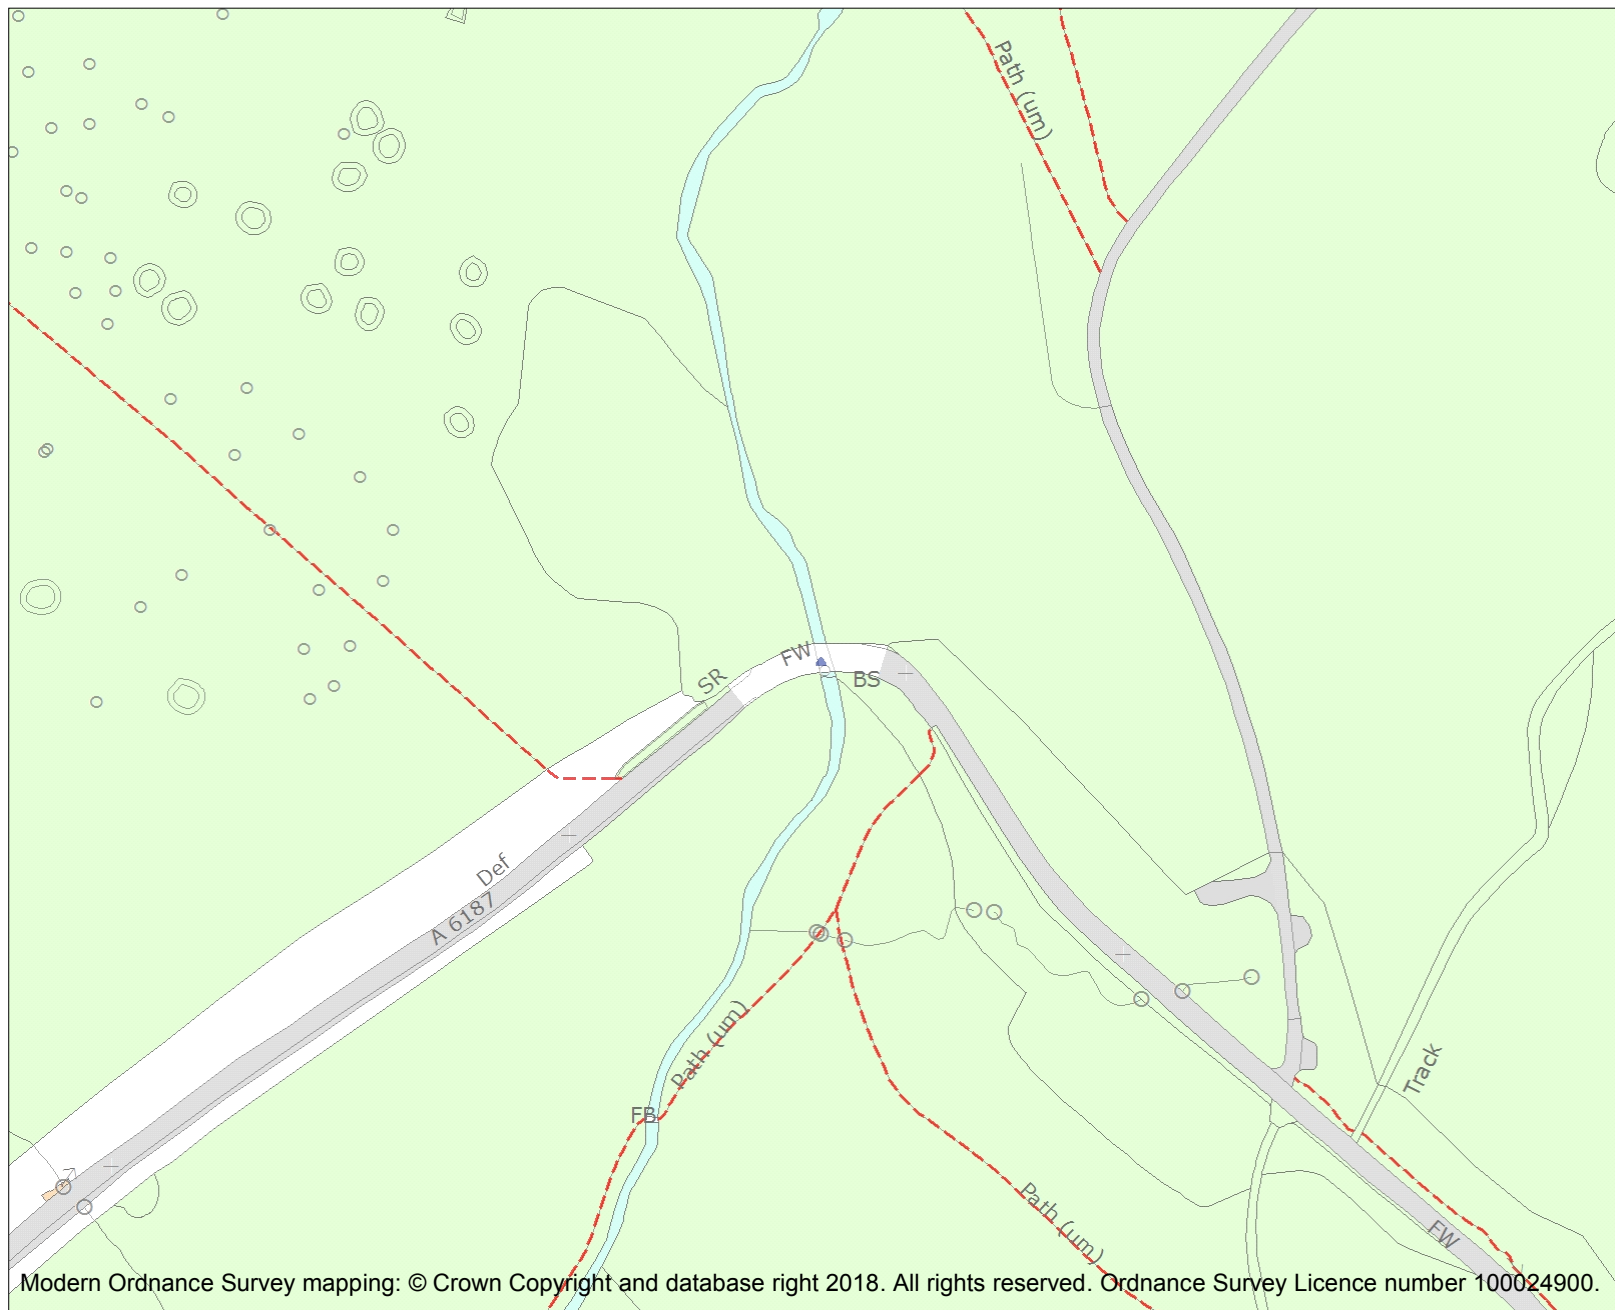 Path (um)
FW
SR
BS
Def
A 6187
Path (um)
FB
Track
Path (um)
FW
Modern Ordnance Survey mapping: © Crown Copyright and database right 2018. All rights reserved. Ordnance Survey Licence number 100024900.